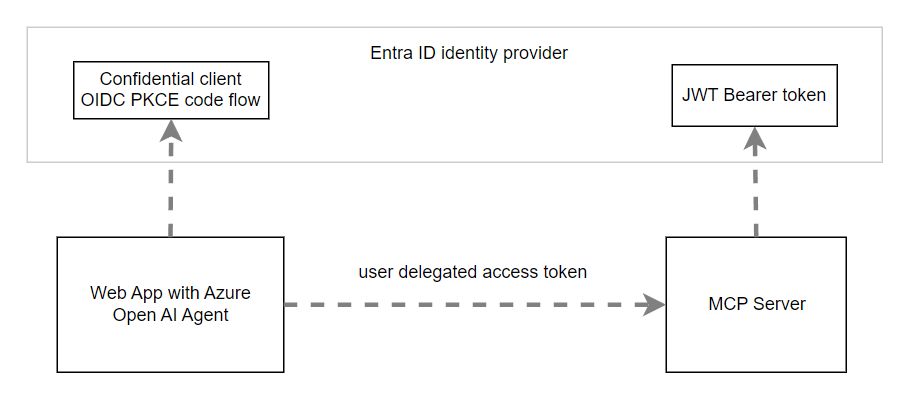 Entra ID identity provider
Confidential client
OIDC PKCE code flow
JWT Bearer token
user delegated access token
Web App with Azure
Open AI Agent
MCP Server